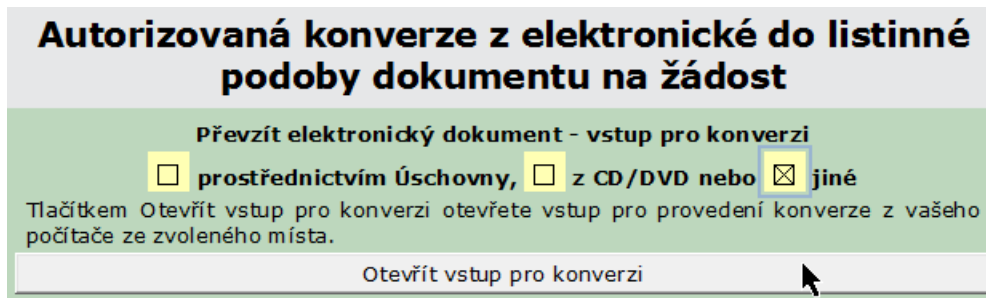 Autorizovaná konverze z elektronické do listinné
podoby dokumentu na žádost
Převzít elektronický dokument - vstup pro konverzi
prostřednictvím Úschovny, z CD/DVD nebo jiné
Tlačítkem Otevřít vstup pro konverzi otevřete vstup pro provedení konverze z vašeho
počítače ze zvoleného místa.
Otevřít vstup pro konverzi